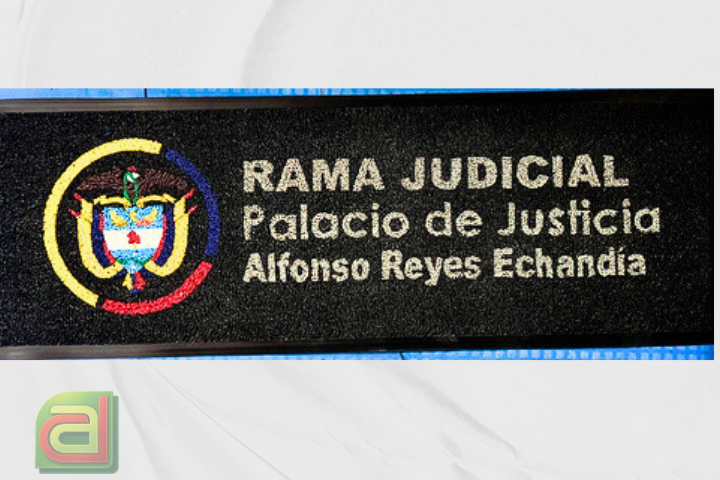 RAMA JUDICIAL
Palacio de Justicia
Alfonso Reyes Echandía